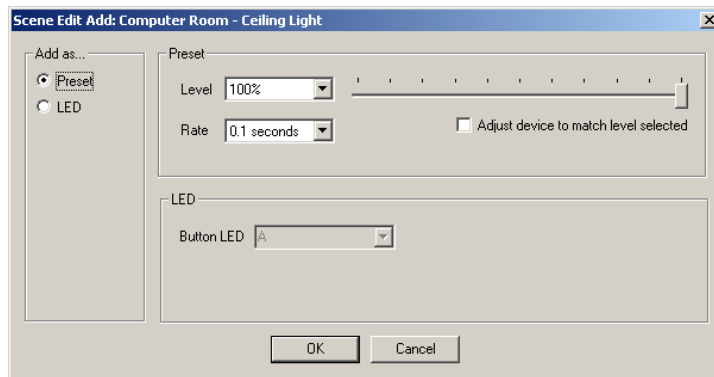 Scene Edit Add: Computer Room - Ceiling Light
Add as...
Preset
LED
Preset
Level 100%
Rate 0.1 seconds
Adjust device to match level selected
LED
Button LED A
OK Cancel